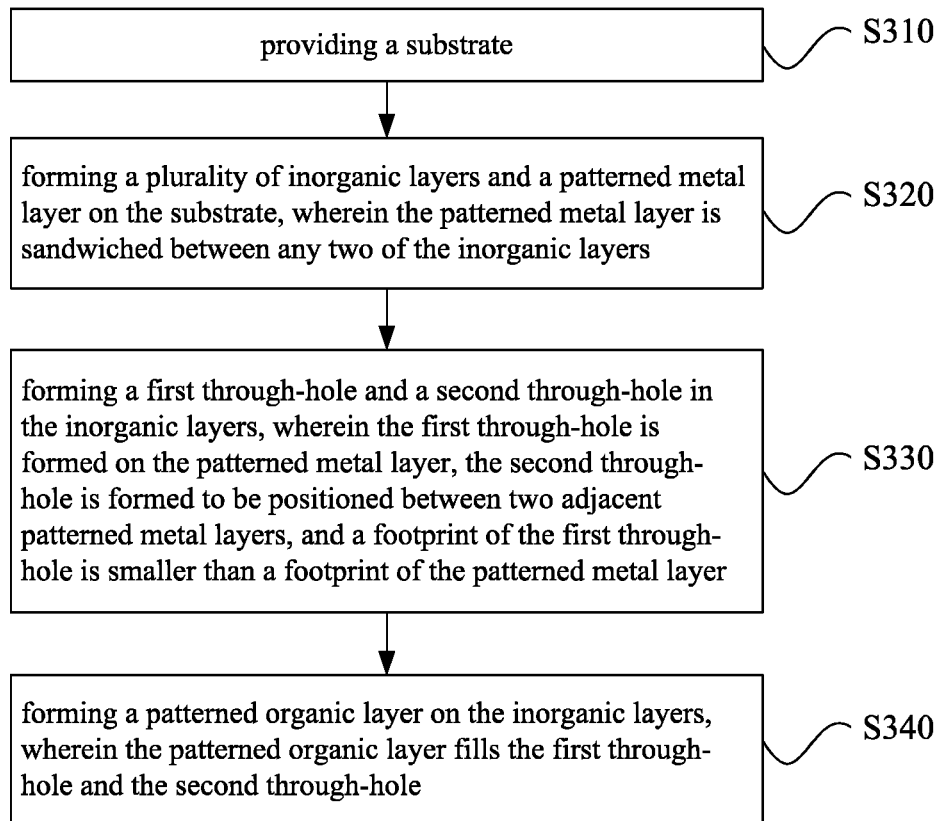 providing a substrate
S310
forming a plurality of inorganic layers and a patterned metal
layer on the substrate, wherein the patterned metal layer is
sandwiched between any two of the inorganic layers
S320
forming a first through-hole and a second through-hole in
the inorganic layers, wherein the first through-hole is
formed on the patterned metal layer, the second through-
hole is formed to be positioned between two adjacent
patterned metal layers, and a footprint of the first through-
hole is smaller than a footprint of the patterned metal layer
S330
forming a patterned organic layer on the inorganic layers,
wherein the patterned organic layer fills the first through-
hole and the second through-hole
S340